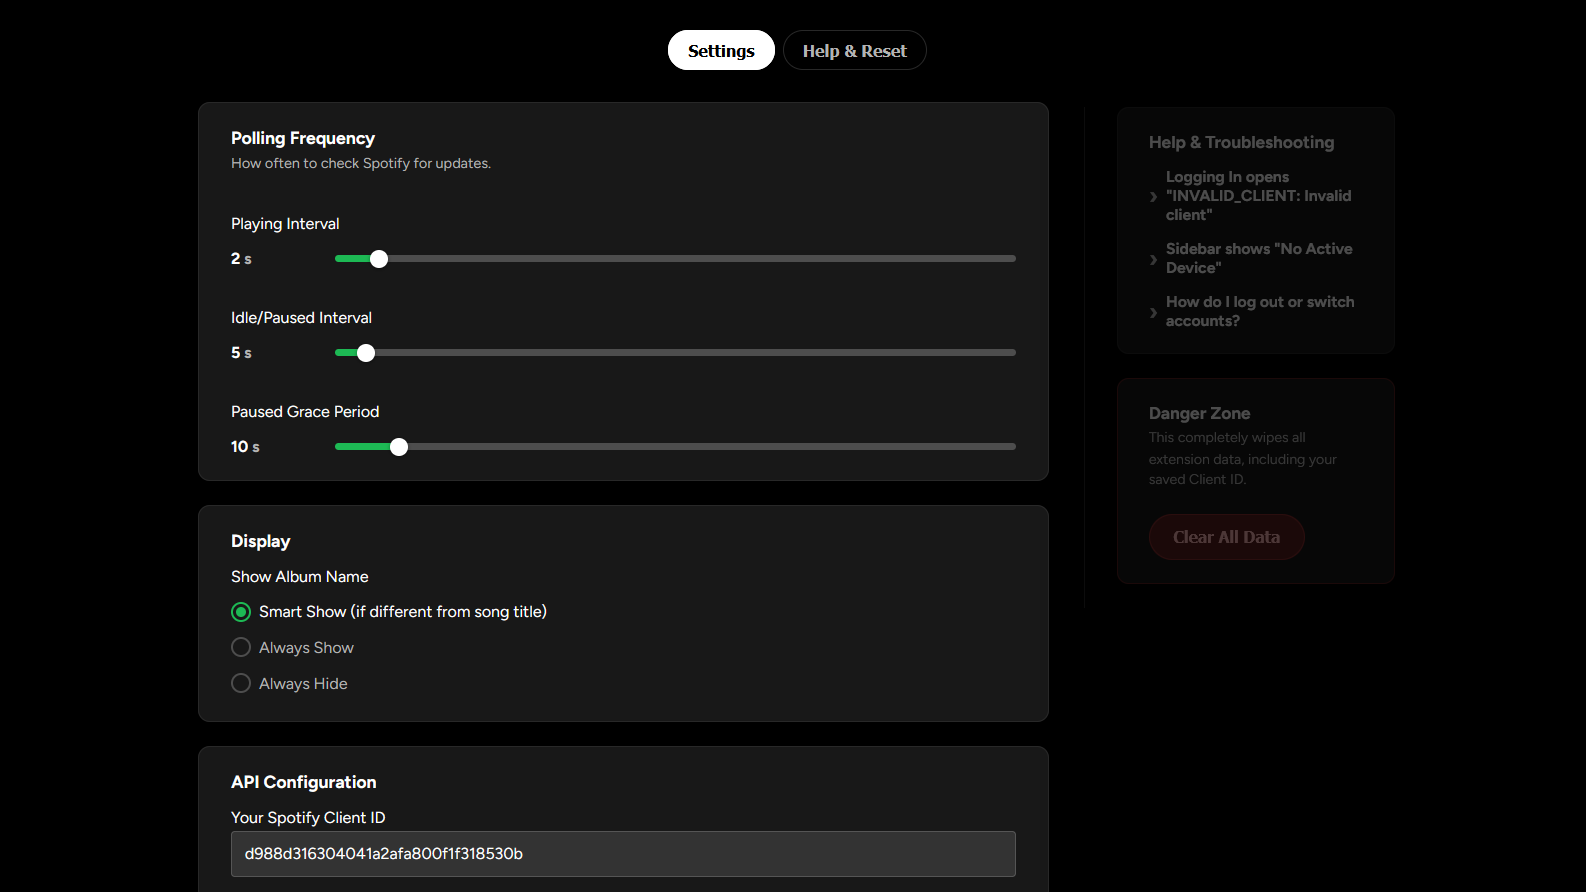 Settings
Help & Reset
Polling Frequency
How often to check Spotify for updates.
Playing Interval
2 s
Idle/Paused Interval
5 s
Paused Grace Period
10 s
Display
Show Album Name
Smart Show (if different from song title)
Always Show
Always Hide
API Configuration
Your Spotify Client ID
d988d316304041a2afa800f1f318530b
Help & Troubleshooting
Logging In opens
"INVALID_CLIENT: Invalid
client"
Sidebar shows "No Active
Device"
How do I log out or switch
accounts?
Danger Zone
This completely wipes all
extension data, including your
saved Client ID.
Clear All Data